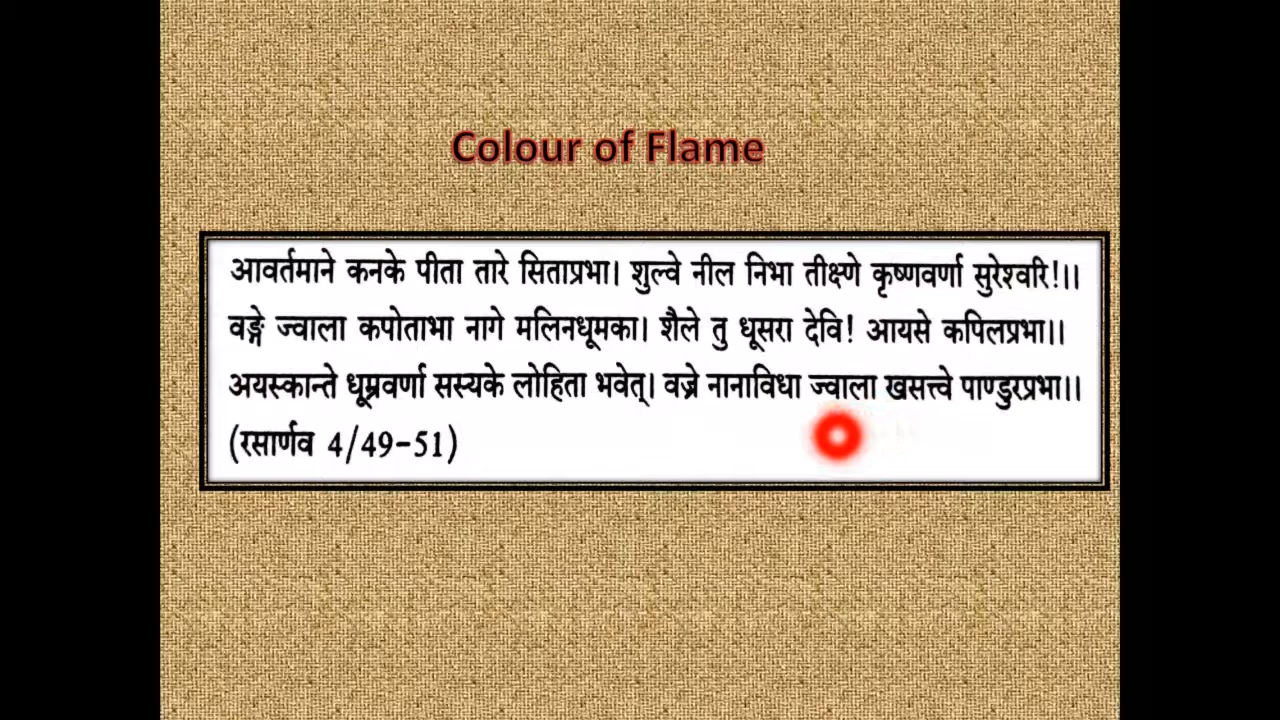 Colour of Flame
आवर्तमाने कनके पीता तारे सिताप्रभा। शुल्वे नील निभा तीक्ष्णे कृष्णवर्णा सुरेश्वरि!।।
वङ्गे ज्वाला कपोताभा नागे मलिनधूमका। शैले तु धूसरा देवि! आयसे कपिलप्रभा।।
अयस्कान्ते धूम्रवर्णा सस्यके लोहिता भवेत्। वज्रे नानाविधा ज्वाला खसत्त्वे पाण्डुरप्रभा।।
(रसार्णव 4/49-51)